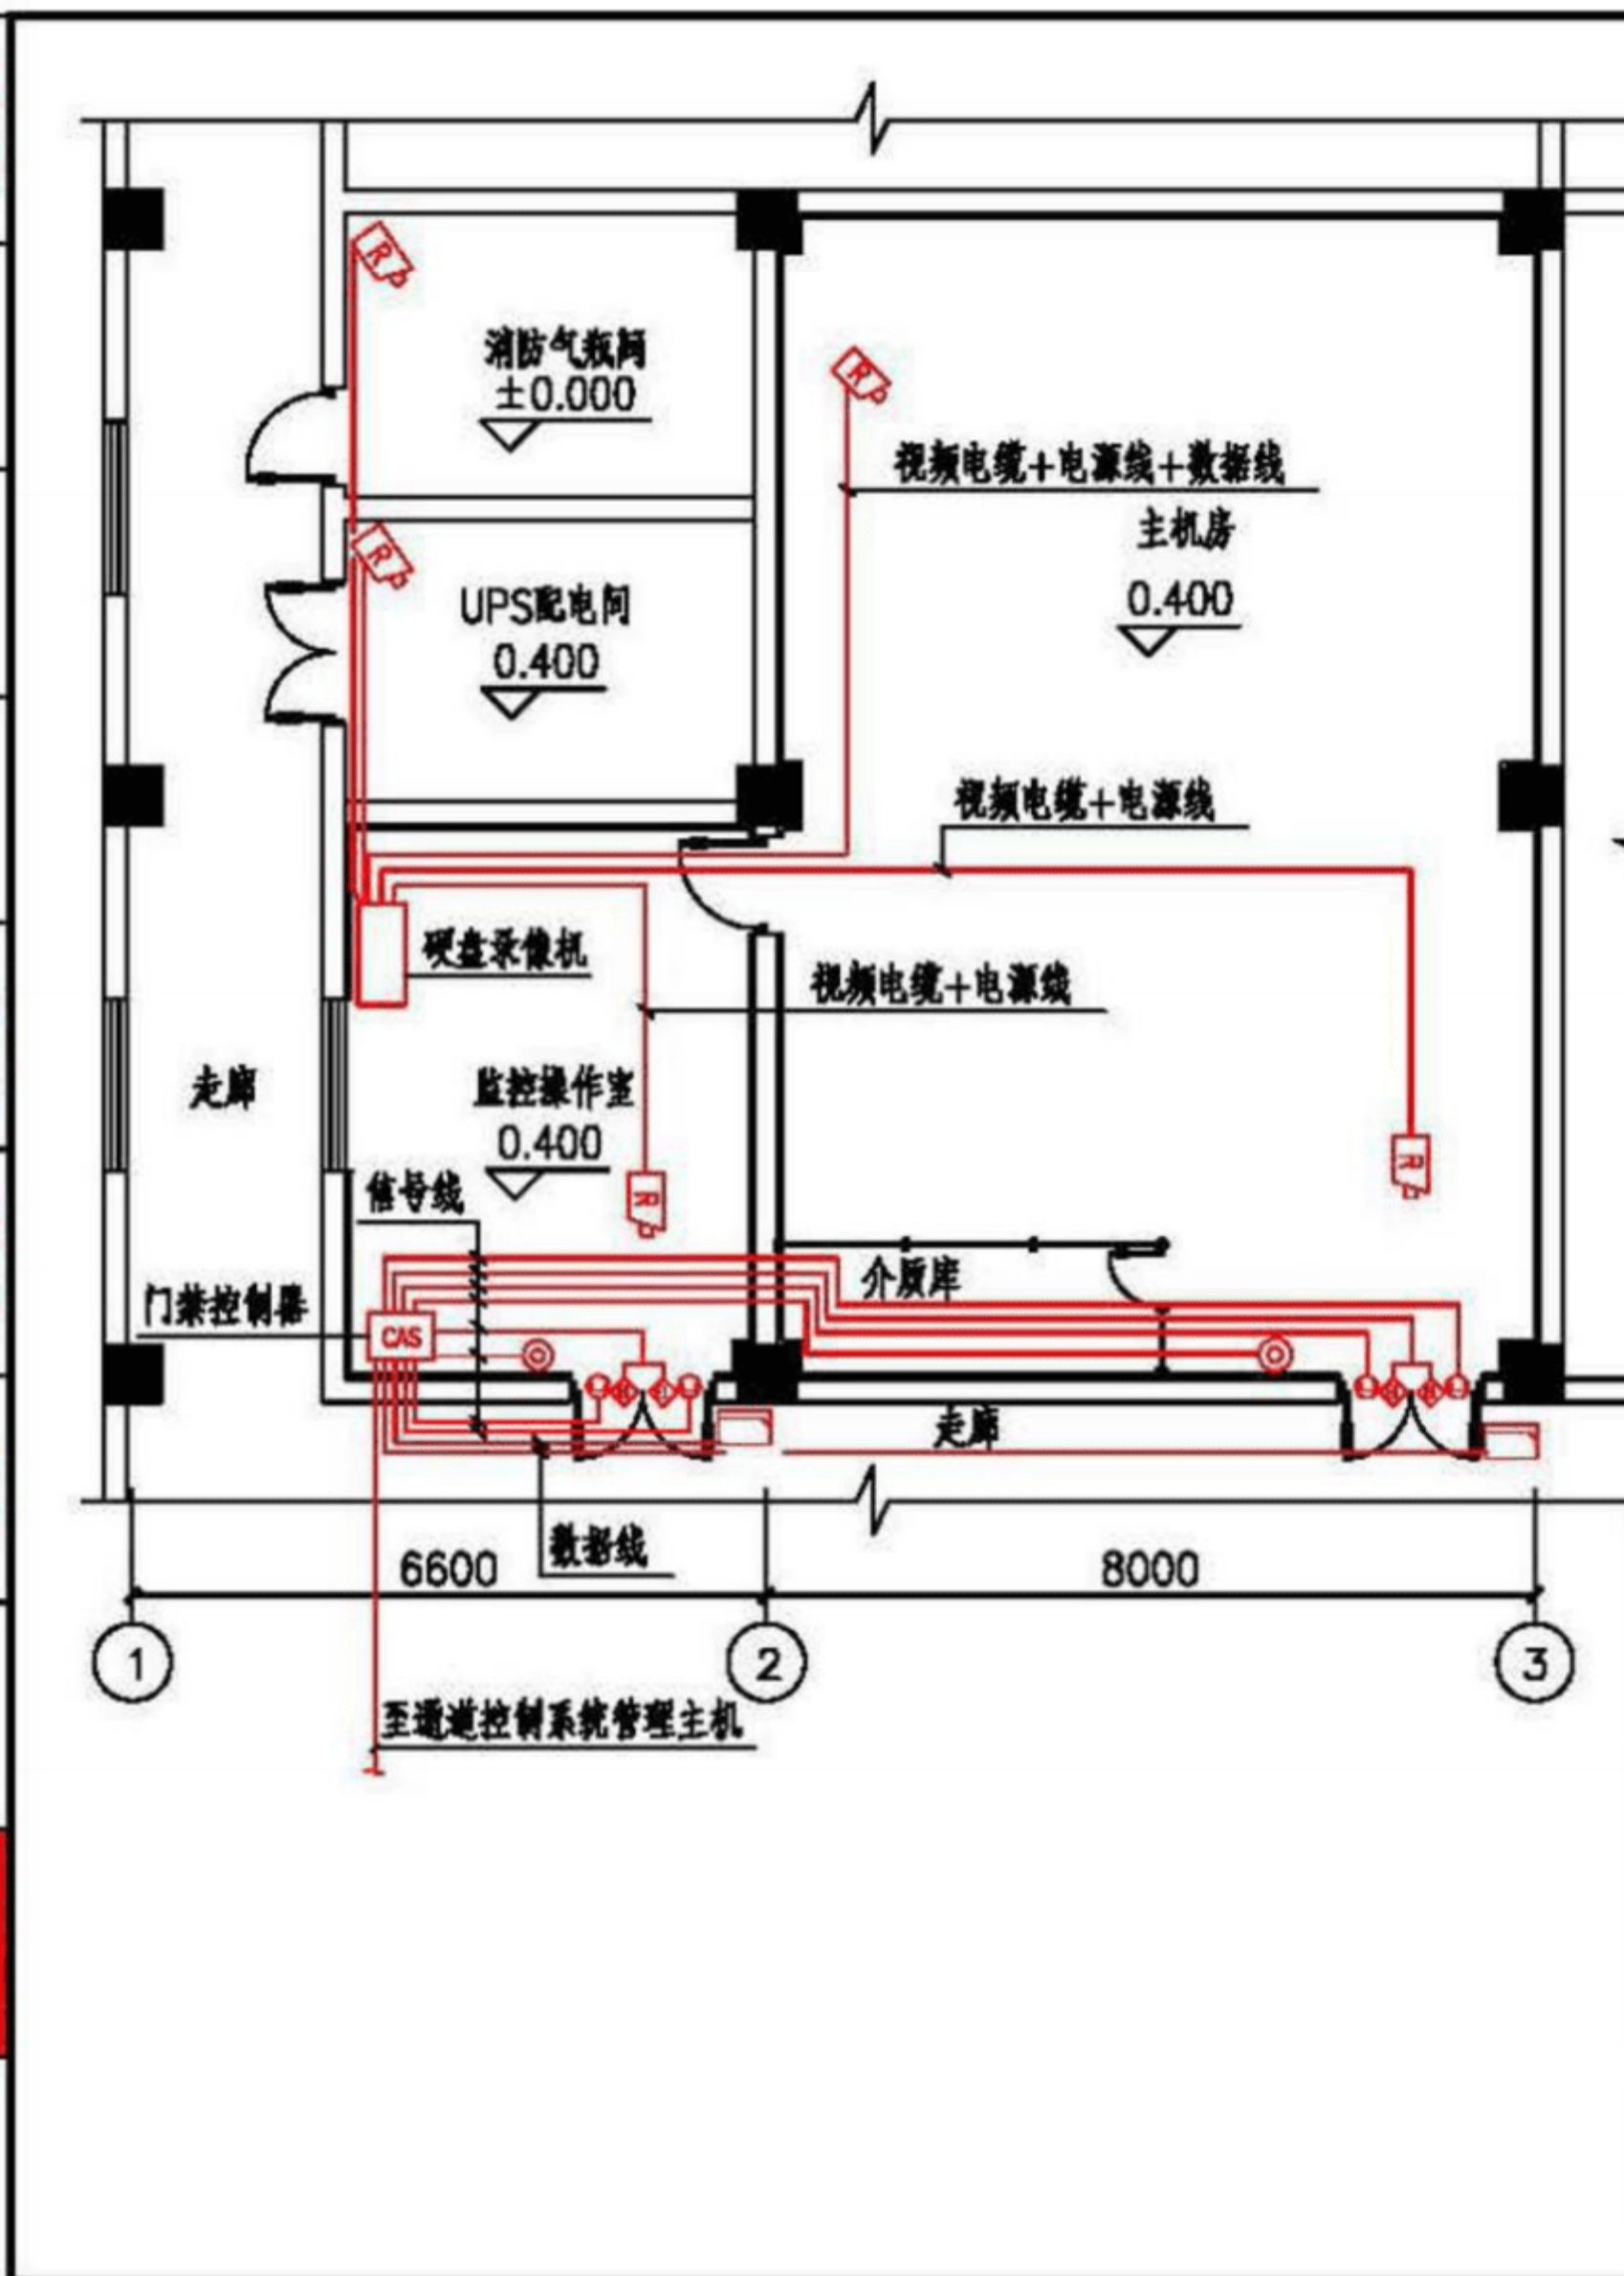 R
消防气瓶间
±0.000
R
视频电缆+电源线+数据线
主机房
R
UPS配电间
0.400
0.400
视频电缆+电源线
硬盘录像机
视频电缆+电源线
走廊
监控操作室
0.400
R
信号线
R
介质库
门禁控制器
CAS
走廊
数据线
6600
8000
1
2
3
至通道控制系统管理主机